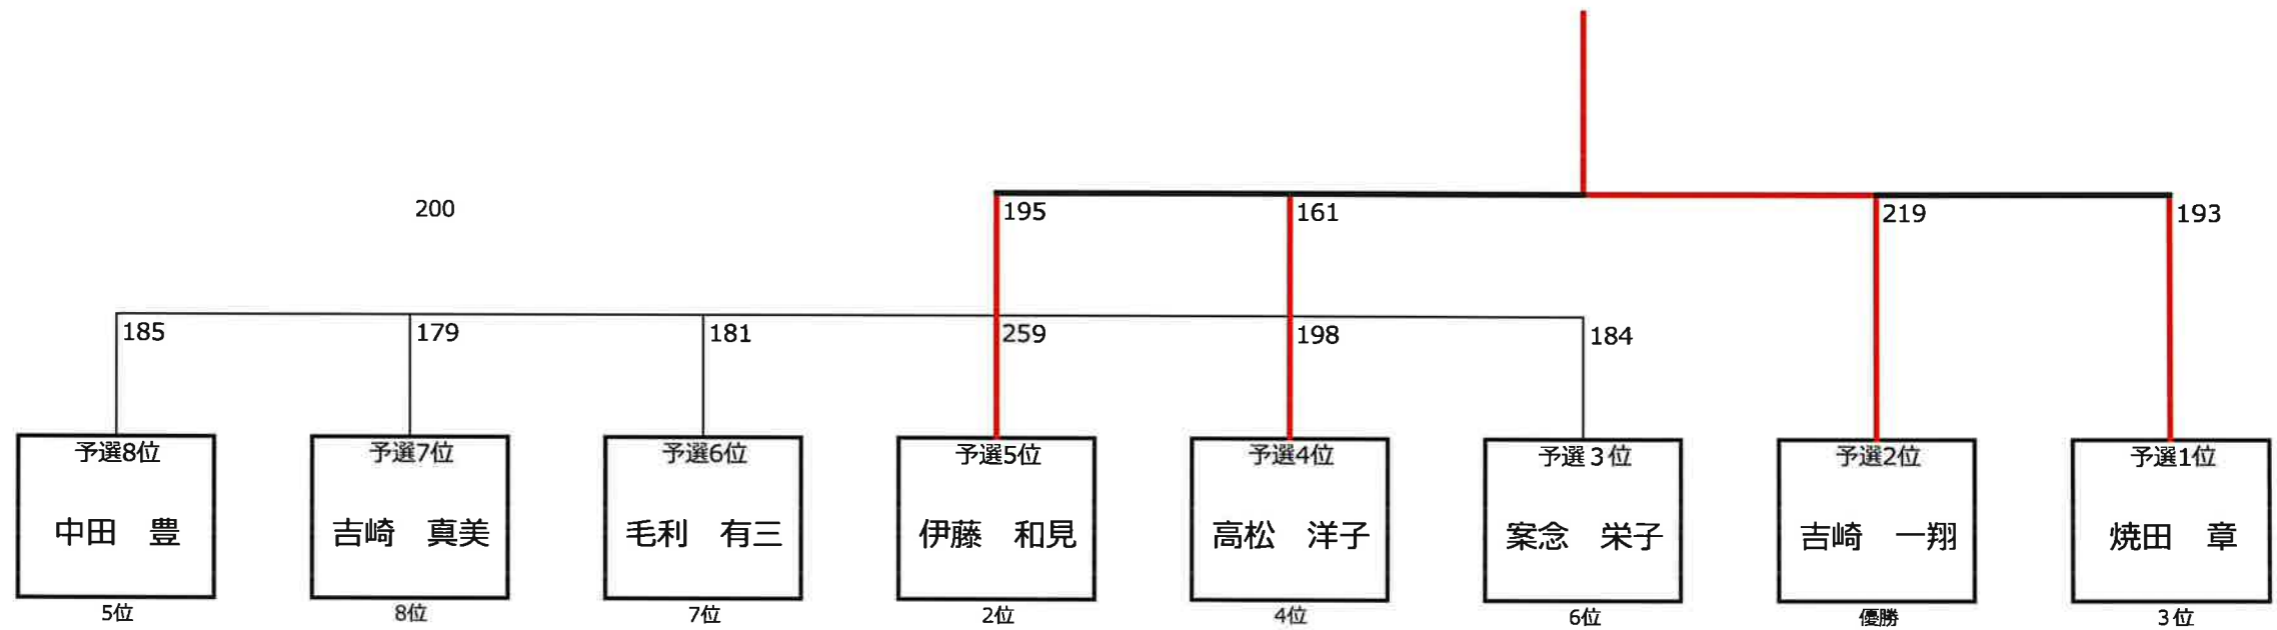 200
195
161
219
193
185
179
181
259
198
184
予選8位
予選7位
予選6位
予選5位
予選4位
予選３位
予選2位
予選1位
中田　豊
吉崎　真美
毛利　有三
伊藤　和見
高松　洋子
案念　栄子
吉崎　一翔
焼田　章
5位
8位
7位
2位
4位
6位
優勝
３位